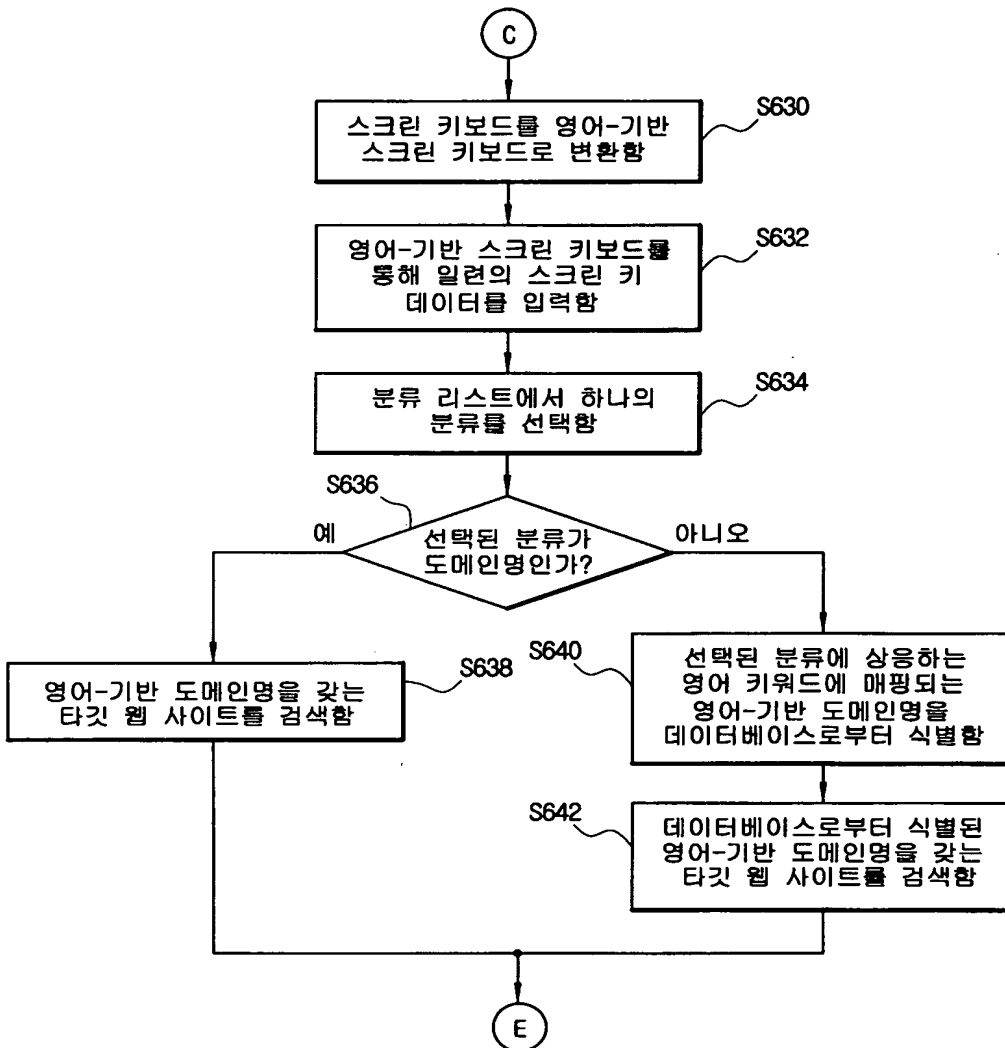 C
S630
스크린 키보드를 영어-기반
스크린 키보드로 변환함
S632
영어-기반 스크린 키보드를
통해 일련의 스크린 키
데이터를 입력함
S634
분류 리스트에서 하나의
분류를 선택함
S636
예
선택된 분류가
도메인명인가?
아니오
S638
영어-기반 도메인명을 갖는
타깃 웹 사이트를 검색함
S640
선택된 분류에 상응하는
영어 키워드에 매핑되는
영어-기반 도메인명을
데이터베이스로부터 식별함
S642
데이터베이스로부터 식별된
영어-기반 도메인명을 갖는
타깃 웹 사이트를 검색함
E